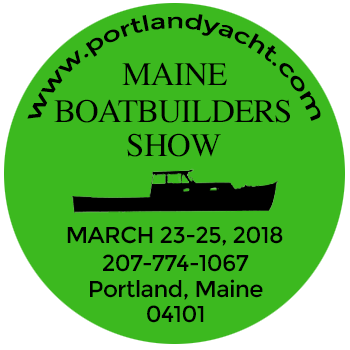 www.portlandyacht.com
MAINE
BOATBUILDERS
SHOW
MARCH 23-25, 2018
207-774-1067
Portland, Maine
04101